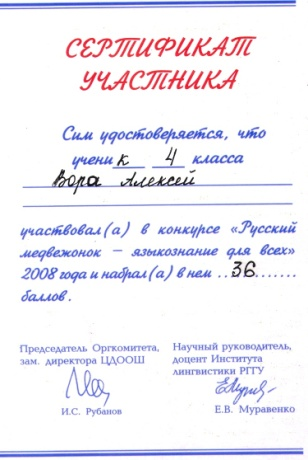 СЕРТИФИКАТ
УЧАСТНИКА
Сим удостоверяется, что
ученик 4 класса
Вора Алексей
участвовал(а) в конкурсе «Русский
медвежонок – языкознание для всех»
2008 года и набрал(а) в нем ..36.......
баллов.
Председатель Оргкомитета,
зам. директора ЦДООШ
И.С. Рубанов
Научный руководитель,
доцент Института
лингвистики РГГУ
Е.В. Муравенко